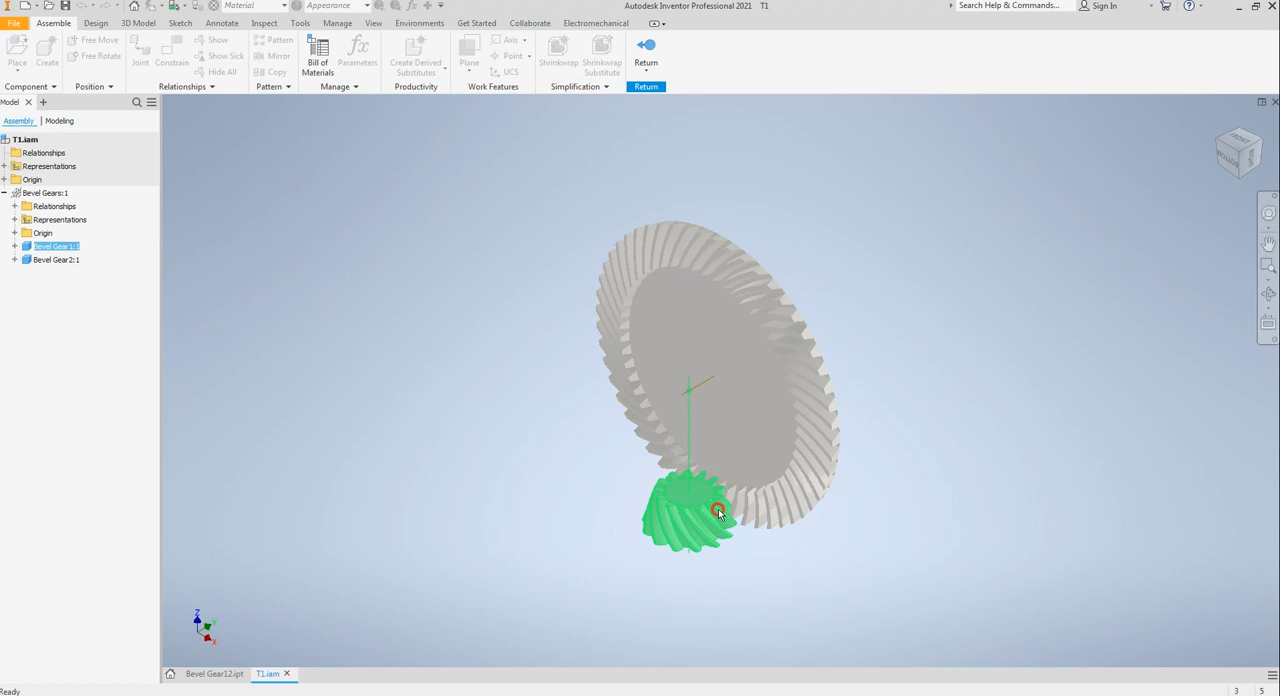 Material
Appearance
Autodesk Inventor Professional 2021 T1
Search Help & Commands...
Sign In
File Assemble Design 3D Model Sketch Annotate Inspect Tools Manage View Environments Get Started Collaborate Electromechanical
Place Create
Free Move
Free Rotate
Joint Constrain
Show
Show Sick
Hide All
Pattern
Mirror
Copy
Bill of Materials
Parameters
Create Derived Substitutes
Plane
Axis
Point
UCS
Shrinkwrap
Shrinkwrap Substitute
Return
Component Position Relationships Pattern Manage Productivity Work Features Simplification Return
Model
Assembly Modeling
T1.iam
Relationships
Representations
Origin
Bevel Gears:1
Relationships
Representations
Origin
Bevel Gear1:1
Bevel Gear2:1
FRONT
BOTTOM
Z
Y
X
Bevel Gear12.ipt T1.iam
Ready
3 5